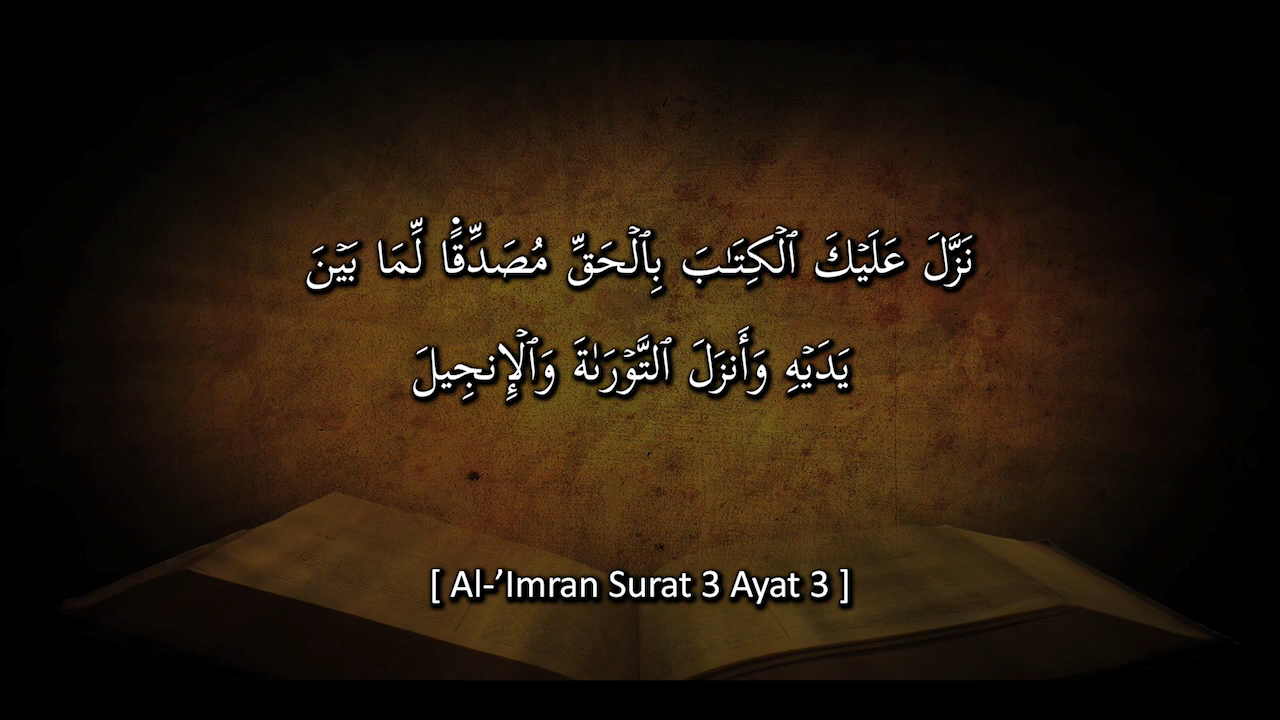 نَزَّلَ عَلَيْكَ ٱلْكِتَـٰبَ بِٱلْحَقِّ مُصَدِّقًۭا لِّمَا بَيْنَ
يَدَيْهِ وَأَنزَلَ ٱلتَّوْرَىٰةَ وَٱلْإِنجِيلَ
[ Al-’Imran Surat 3 Ayat 3 ]